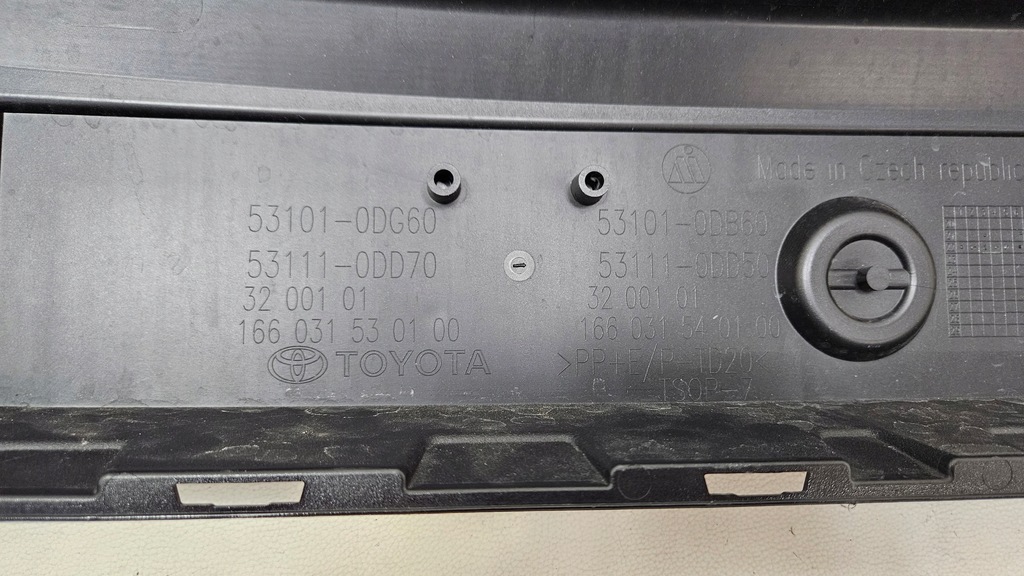 Made in Czech republic
53101-0DG60
53111-0DD70
32 001 01
166 031 53 01 00
TOYOTA
53101-0DB60
53111-0DD50
32 001 01
166 031 54 01 00
>PP+E/P-TD20<
TSOP-7